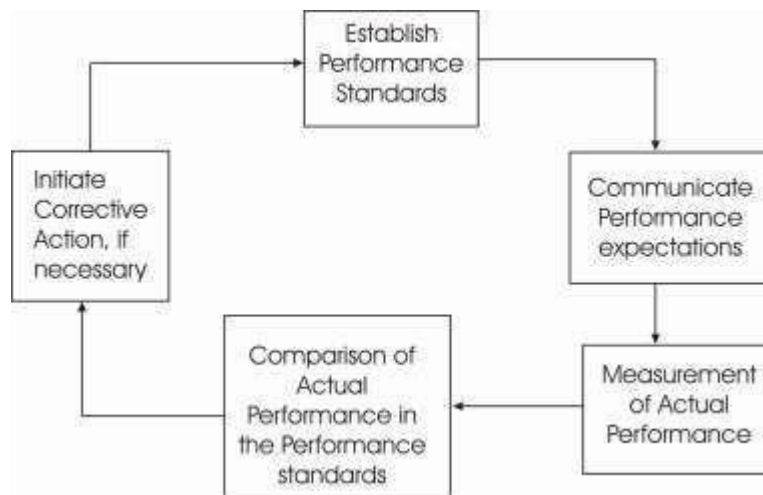 Establish
Performance
Standards
Communicate
Performance
expectations
Measurement
of Actual
Performance
Comparison of
Actual
Performance in
the Performance
standards
Initiate
Corrective
Action, if
necessary